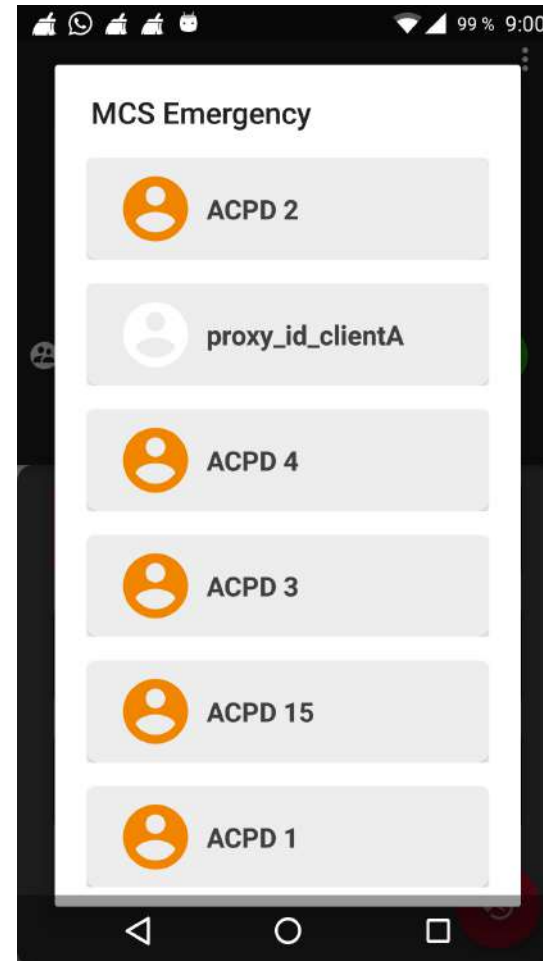 99 % 9:00
MCS Emergency
ACPD 2
proxy_id_clientA
ACPD 4
ACPD 3
ACPD 15
ACPD 1